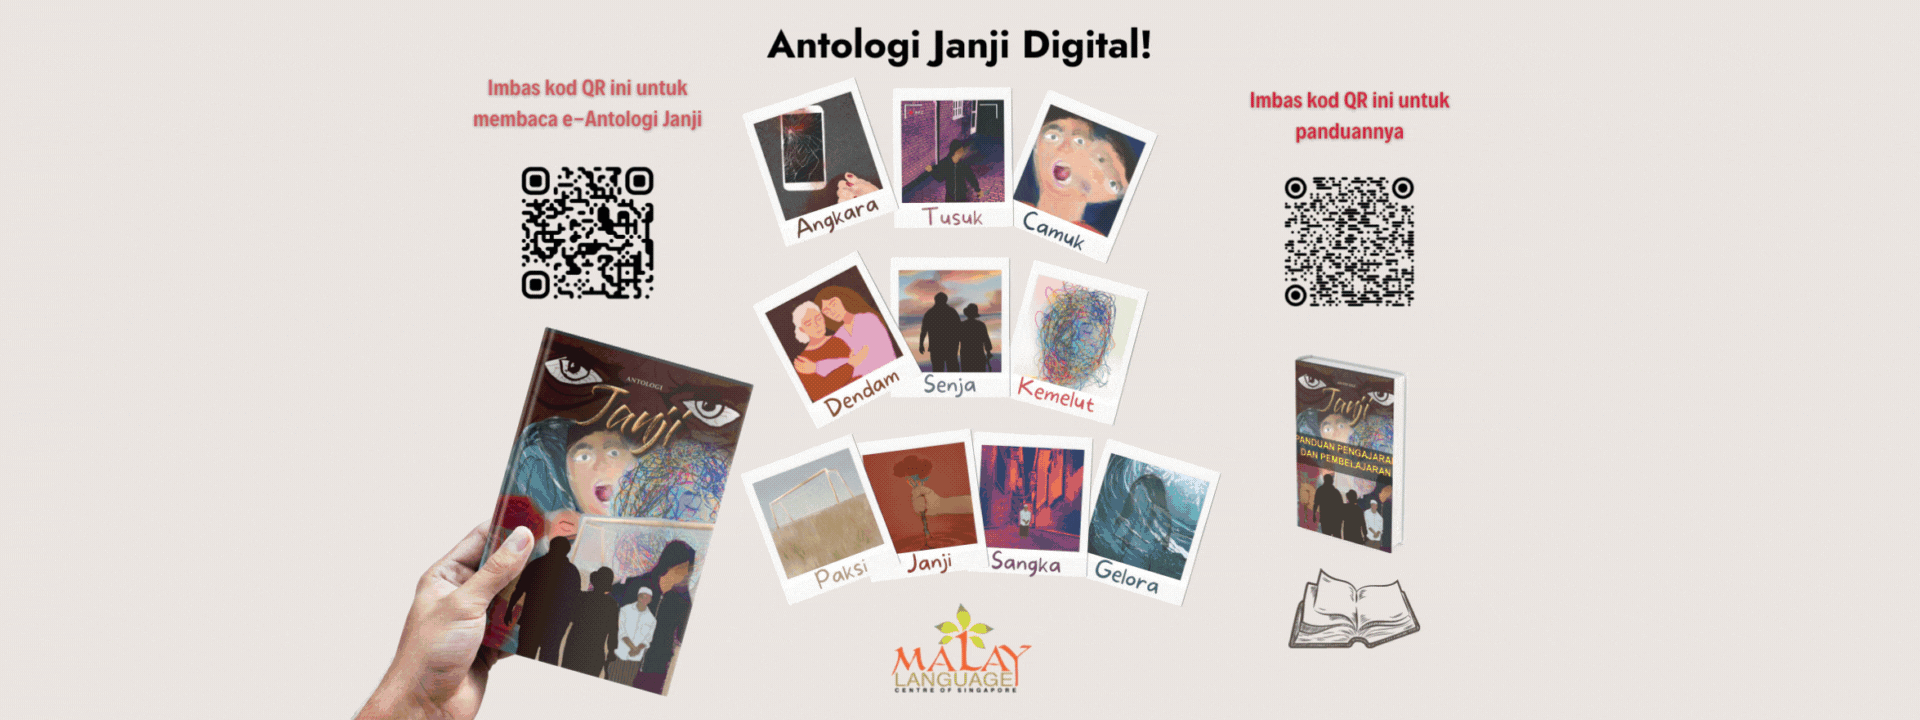 Antologi Janji Digital!
Imbas kod QR ini untuk
membaca e-Antologi Janji
Imbas kod QR ini untuk
panduannya
Angkara
Tusuk
Camuk
Dendam
Senja
Kemelut
Paksi
Janji
Sangka
Gelora
ANTOLOGI
Janji
Janji
PANDUAN PENGAJARAN
DAN PEMBELAJARAN
MALAY
LANGUAGE
CENTRE OF SINGAPORE